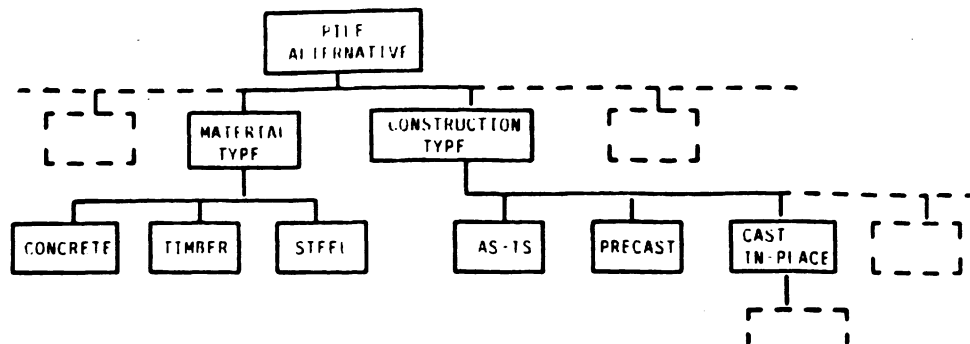 PILE
ALTERNATIVE
MATERIAL
TYPE
CONSTRUCTION
TYPE
CONCRETE
TIMBER
STEEL
AS-IS
PRECAST
CAST
IN-PLACE